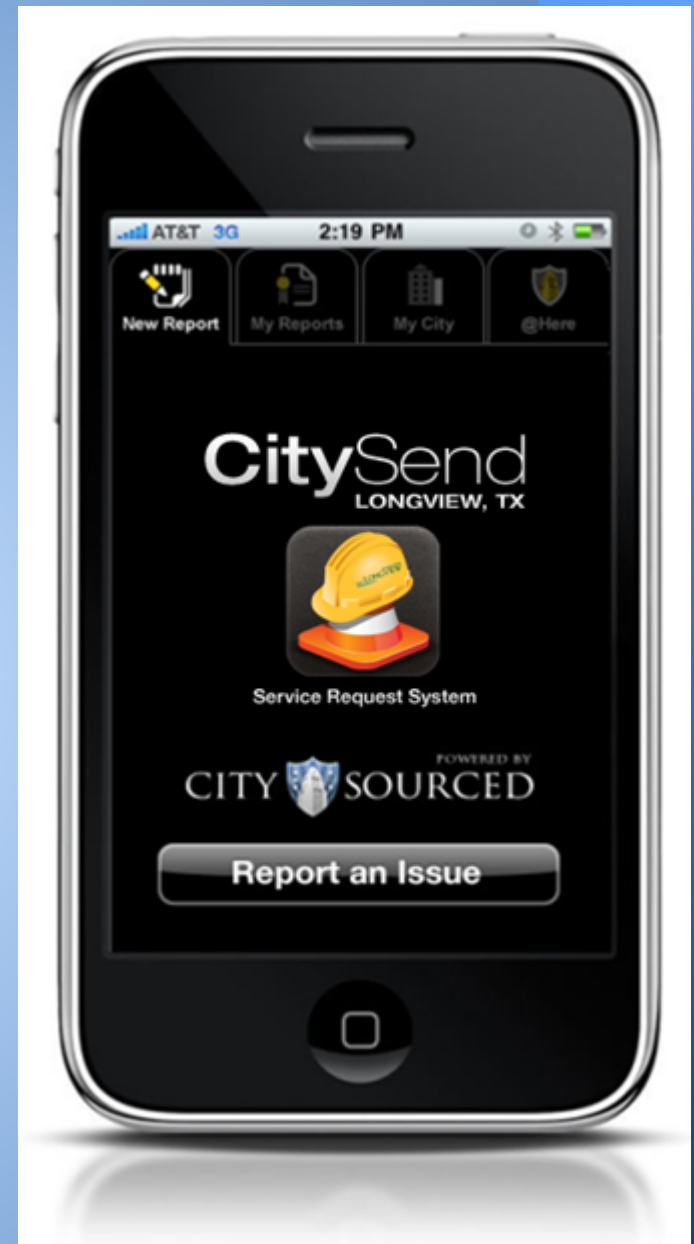 AT&T 3G 2:19 PM
New Report My Reports My City @Here
CitySend
LONGVIEW, TX
LONGVIEW
Service Request System
POWERED BY
CITY SOURCED
Report an Issue